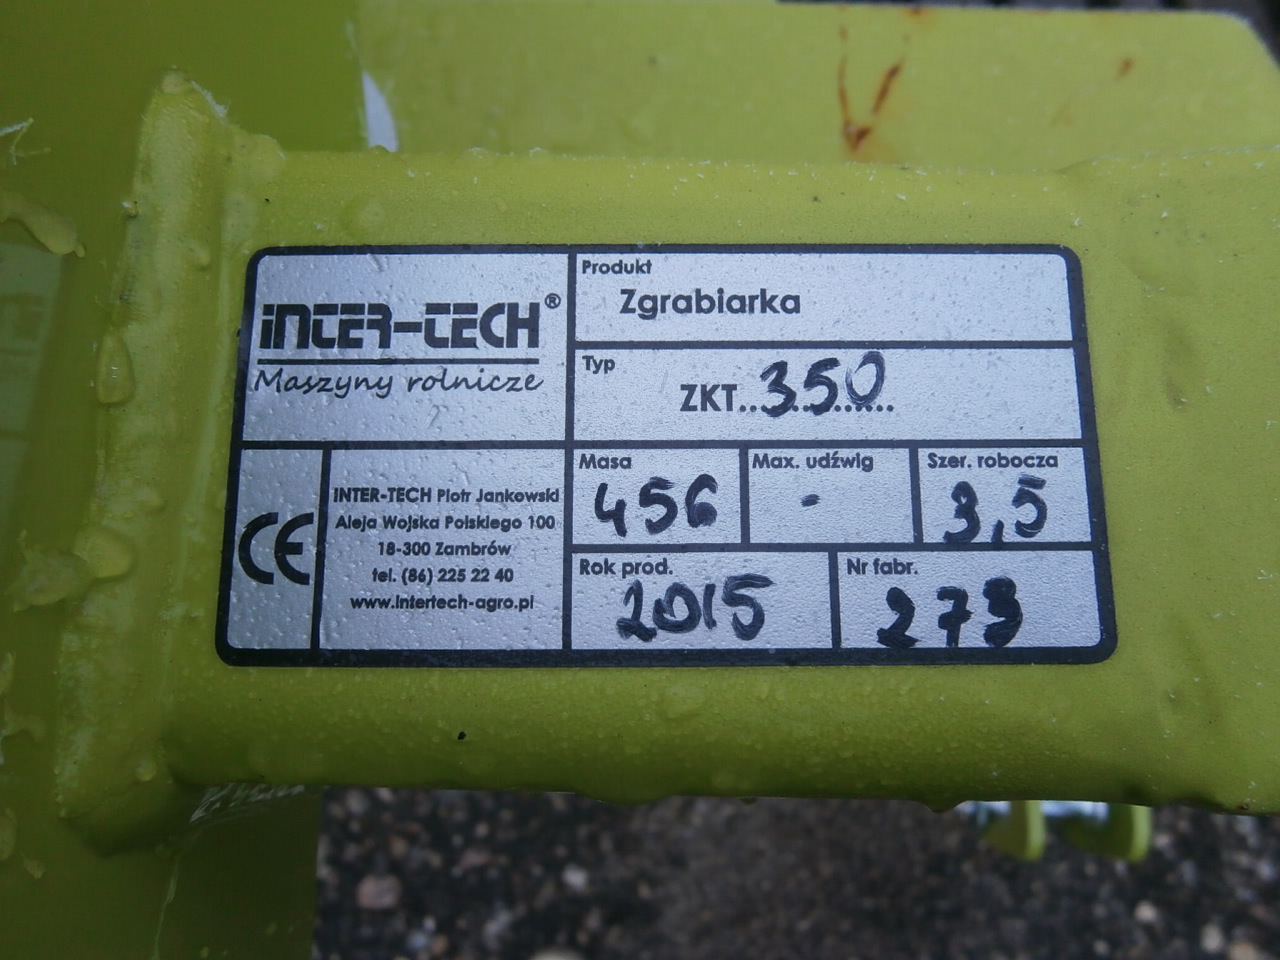 INTER-TECH®
Maszyny rolnicze
Produkt
Zgrabiarka
Typ
ZKT..350....
CE
INTER-TECH Piotr Jankowski
Aleja Wojska Polskiego 100
18-300 Zambrów
tel. (86) 225 22 40
www.intertech-agro.pl
Masa
456
Max. udźwig
-
Szer. robocza
3,5
Rok prod.
2015
Nr fabr.
273